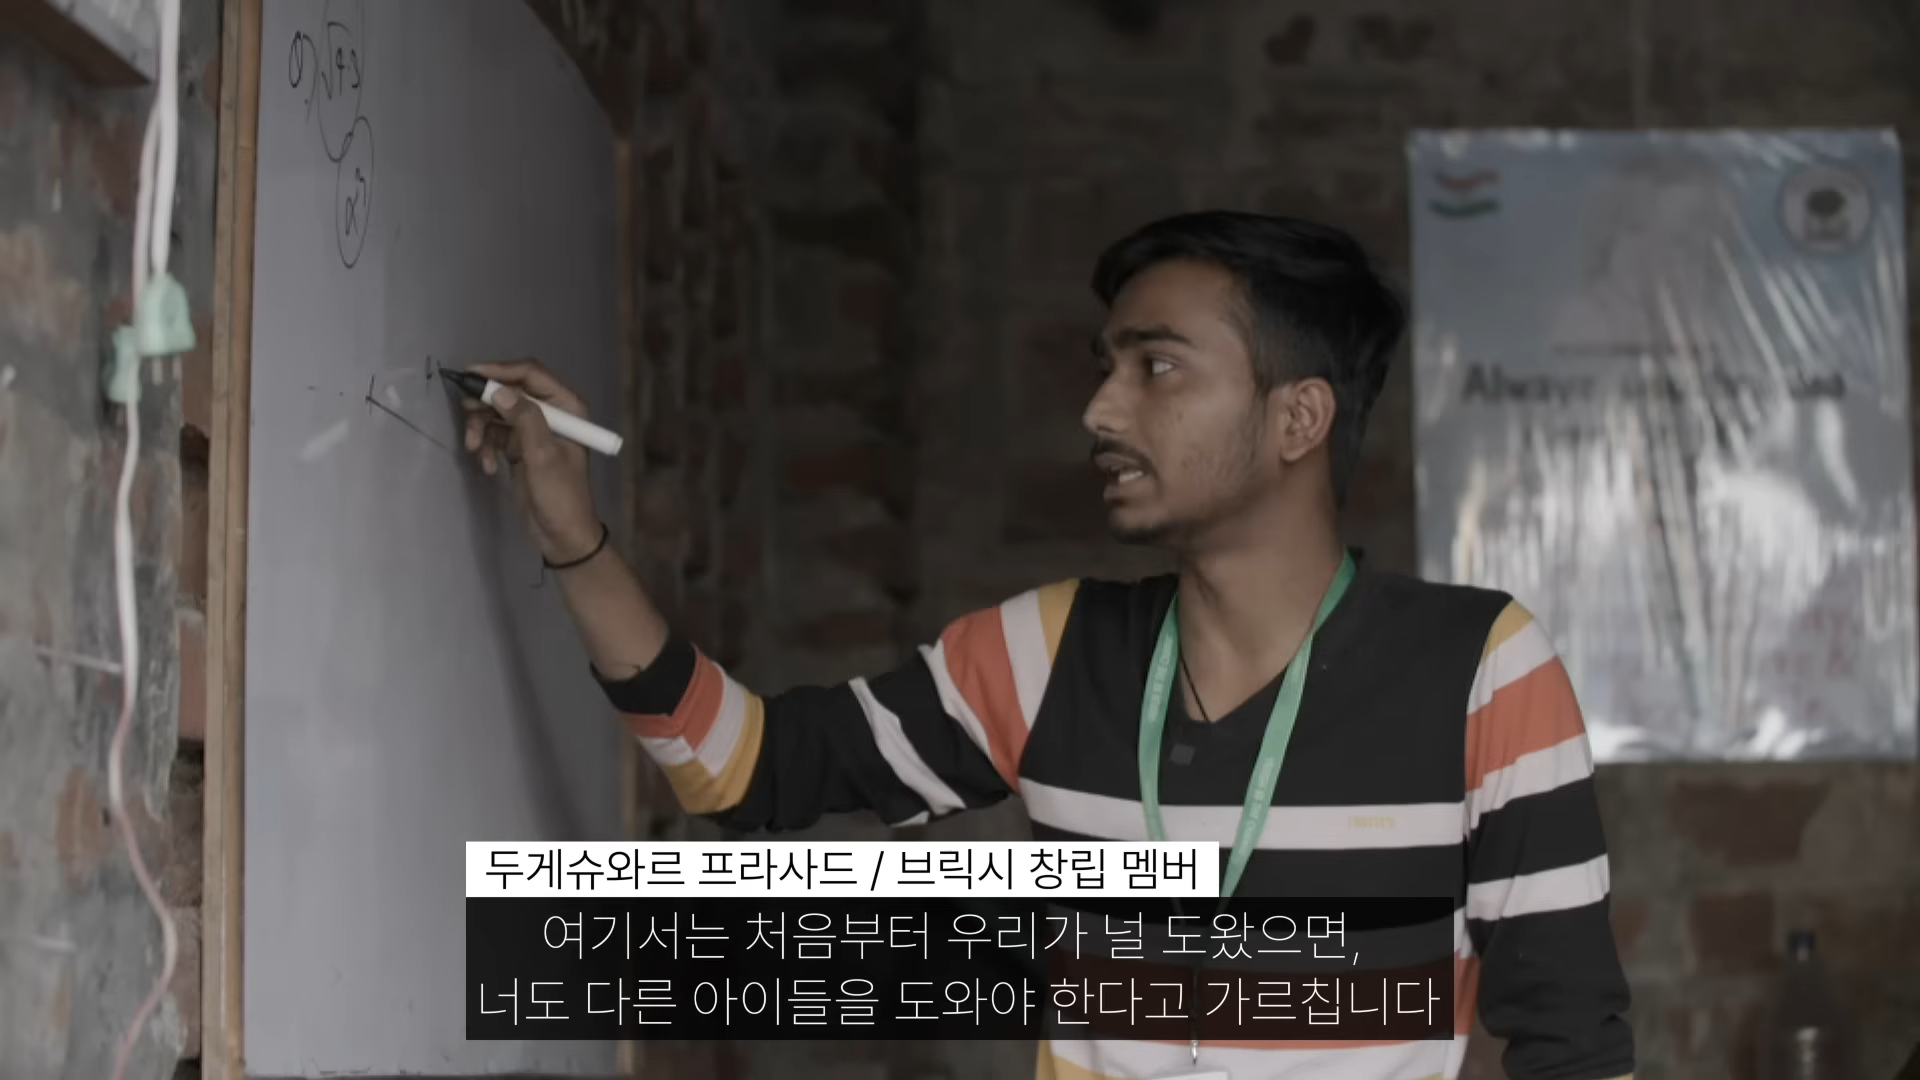 두게슈와르 프라사드 / 브릭시 창립 멤버
여기서는 처음부터 우리가 널 도왔으면,
너도 다른 아이들을 도와야 한다고 가르칩니다
Always